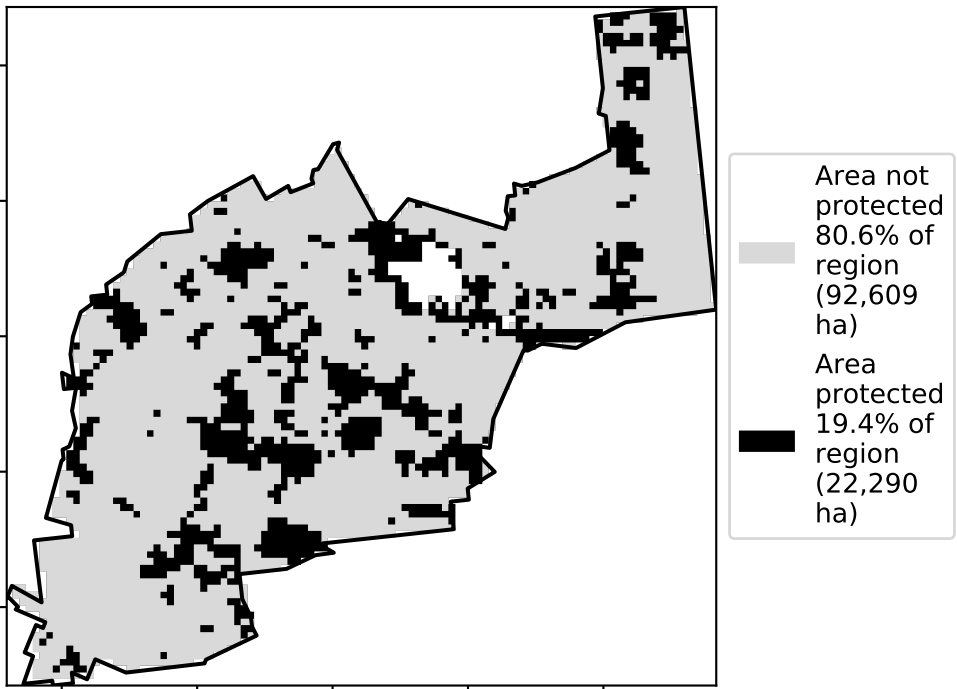 Area not
protected
80.6% of
region
(92,609
ha)
Area
protected
19.4% of
region
(22,290
ha)